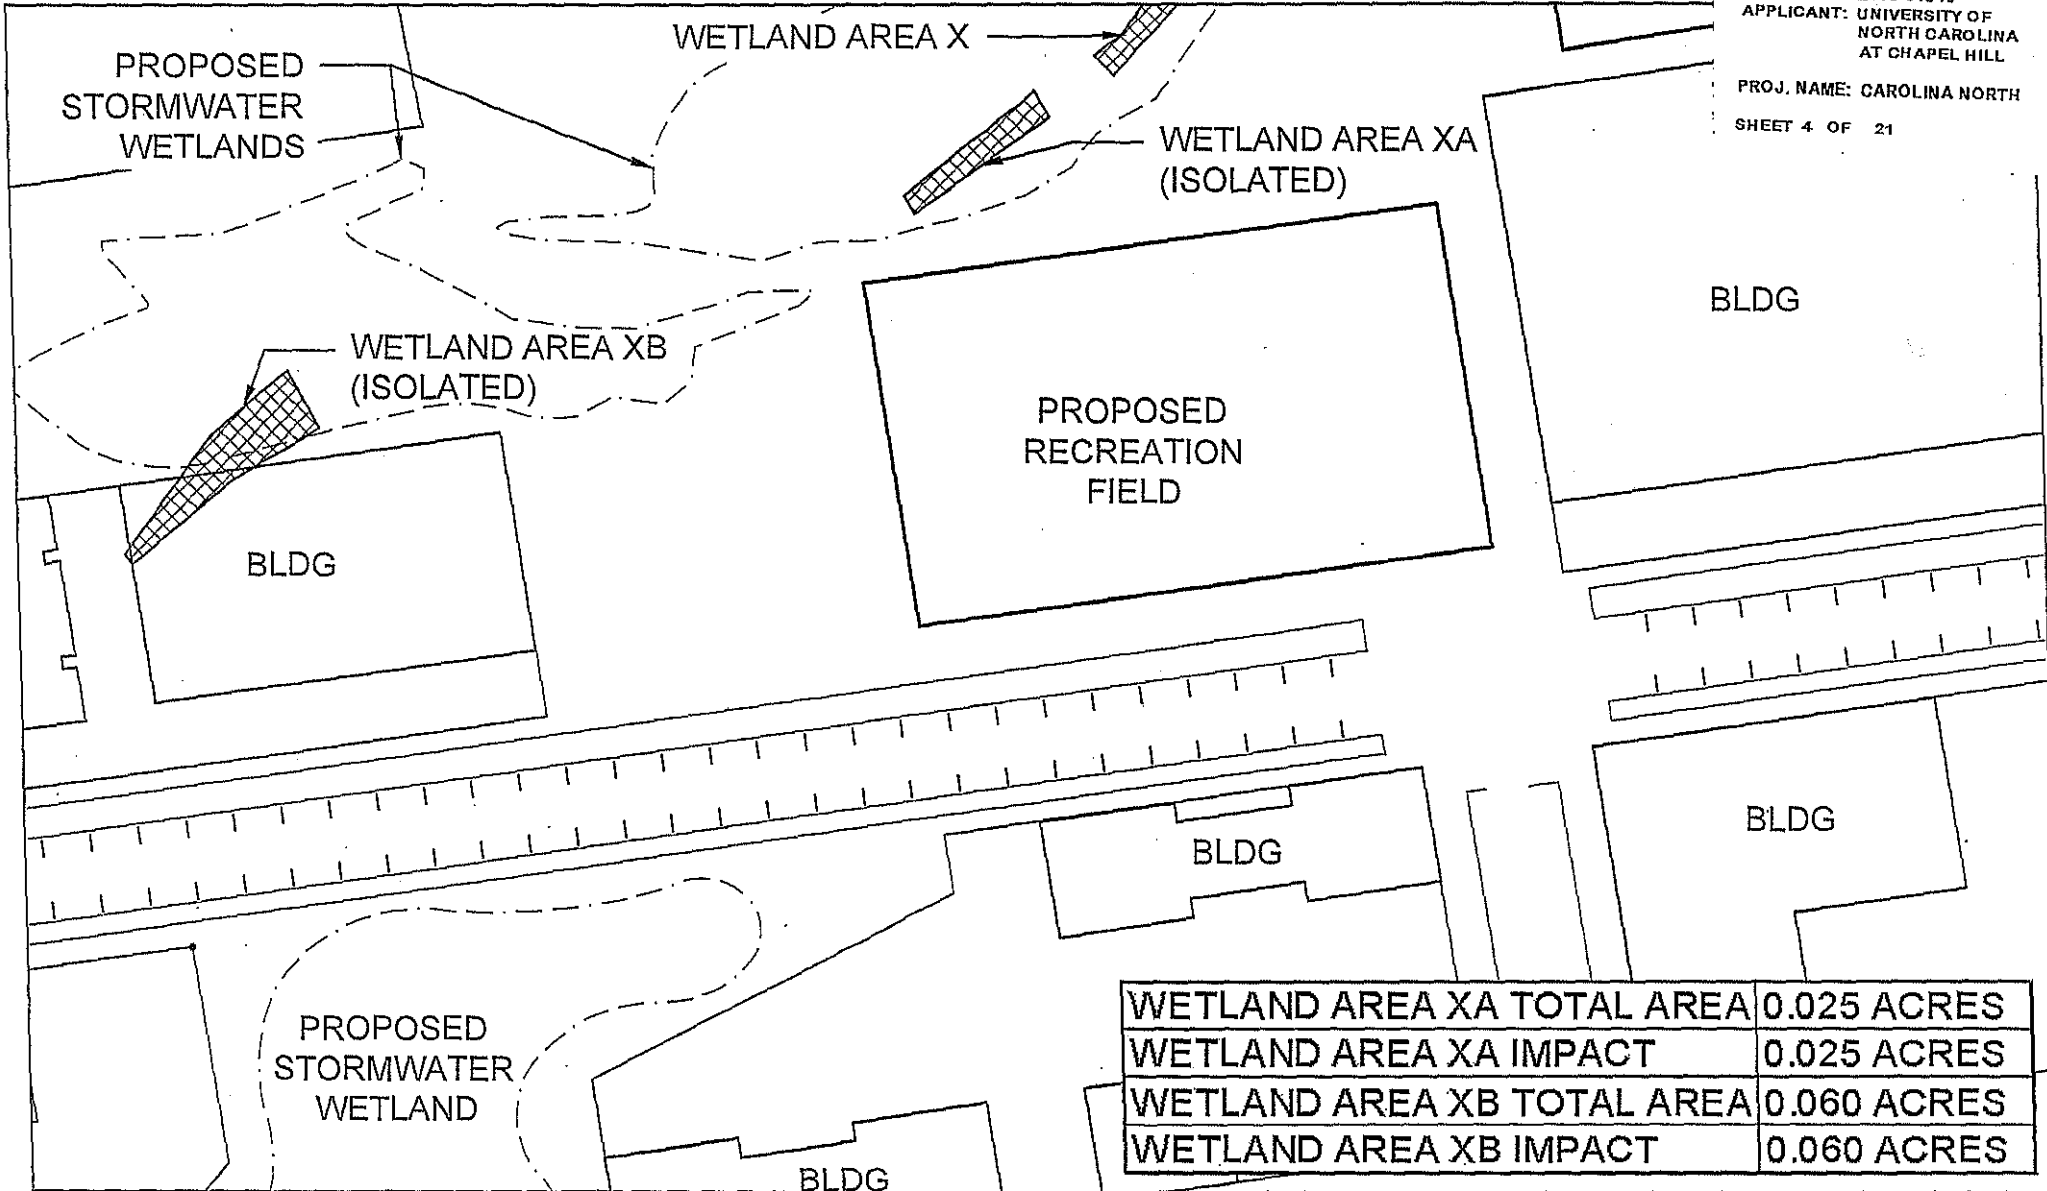 APPLICANT: UNIVERSITY OF
NORTH CAROLINA
AT CHAPEL HILL
PROJ. NAME: CAROLINA NORTH
SHEET 4 OF 21
WETLAND AREA X
PROPOSED
STORMWATER
WETLANDS
WETLAND AREA XA
(ISOLATED)
BLDG
WETLAND AREA XB
(ISOLATED)
PROPOSED
RECREATION
FIELD
BLDG
BLDG
BLDG
PROPOSED
STORMWATER
WETLAND
BLDG
WETLAND AREA XA TOTAL AREA 0.025 ACRES
WETLAND AREA XA IMPACT 0.025 ACRES
WETLAND AREA XB TOTAL AREA 0.060 ACRES
WETLAND AREA XB IMPACT 0.060 ACRES